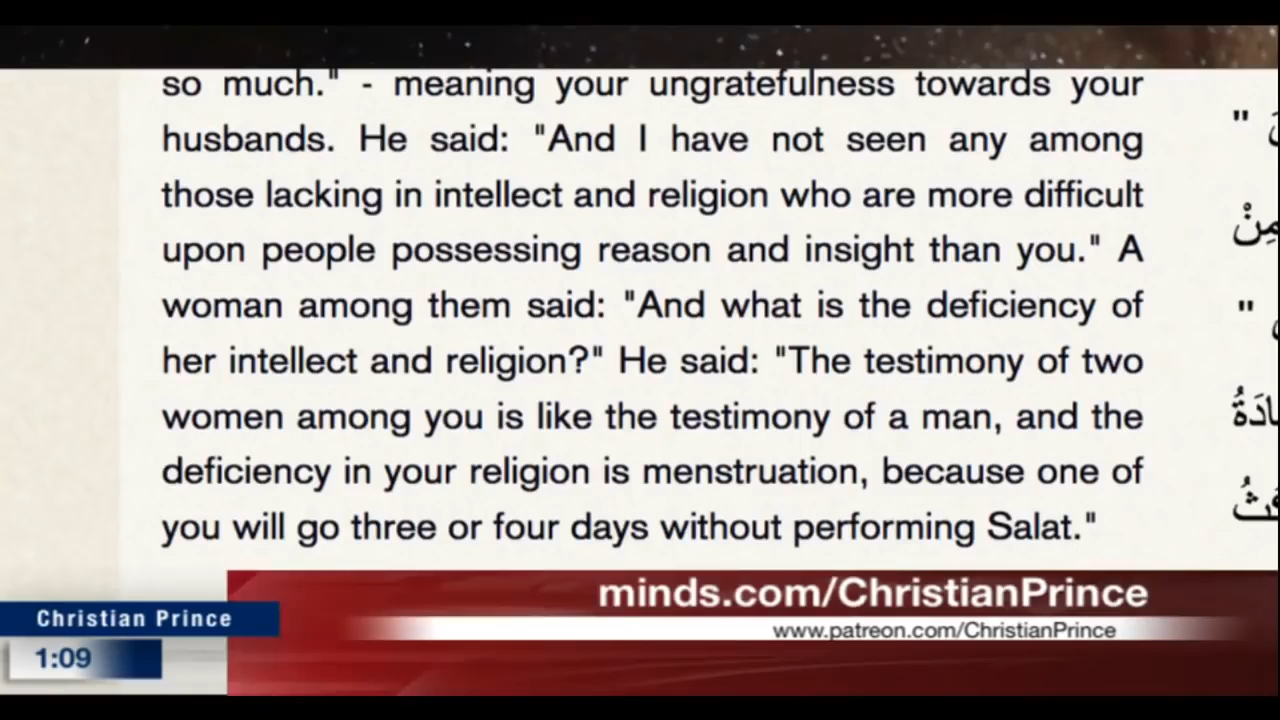 so much." - meaning your ungratefulness towards your
husbands. He said: "And I have not seen any among
those lacking in intellect and religion who are more difficult
upon people possessing reason and insight than you." A
woman among them said: "And what is the deficiency of
her intellect and religion?" He said: "The testimony of two
women among you is like the testimony of a man, and the
deficiency in your religion is menstruation, because one of
you will go three or four days without performing Salat."
مِنْ
minds.com/ChristianPrince
Christian Prince
www.patreon.com/ChristianPrince
1:09